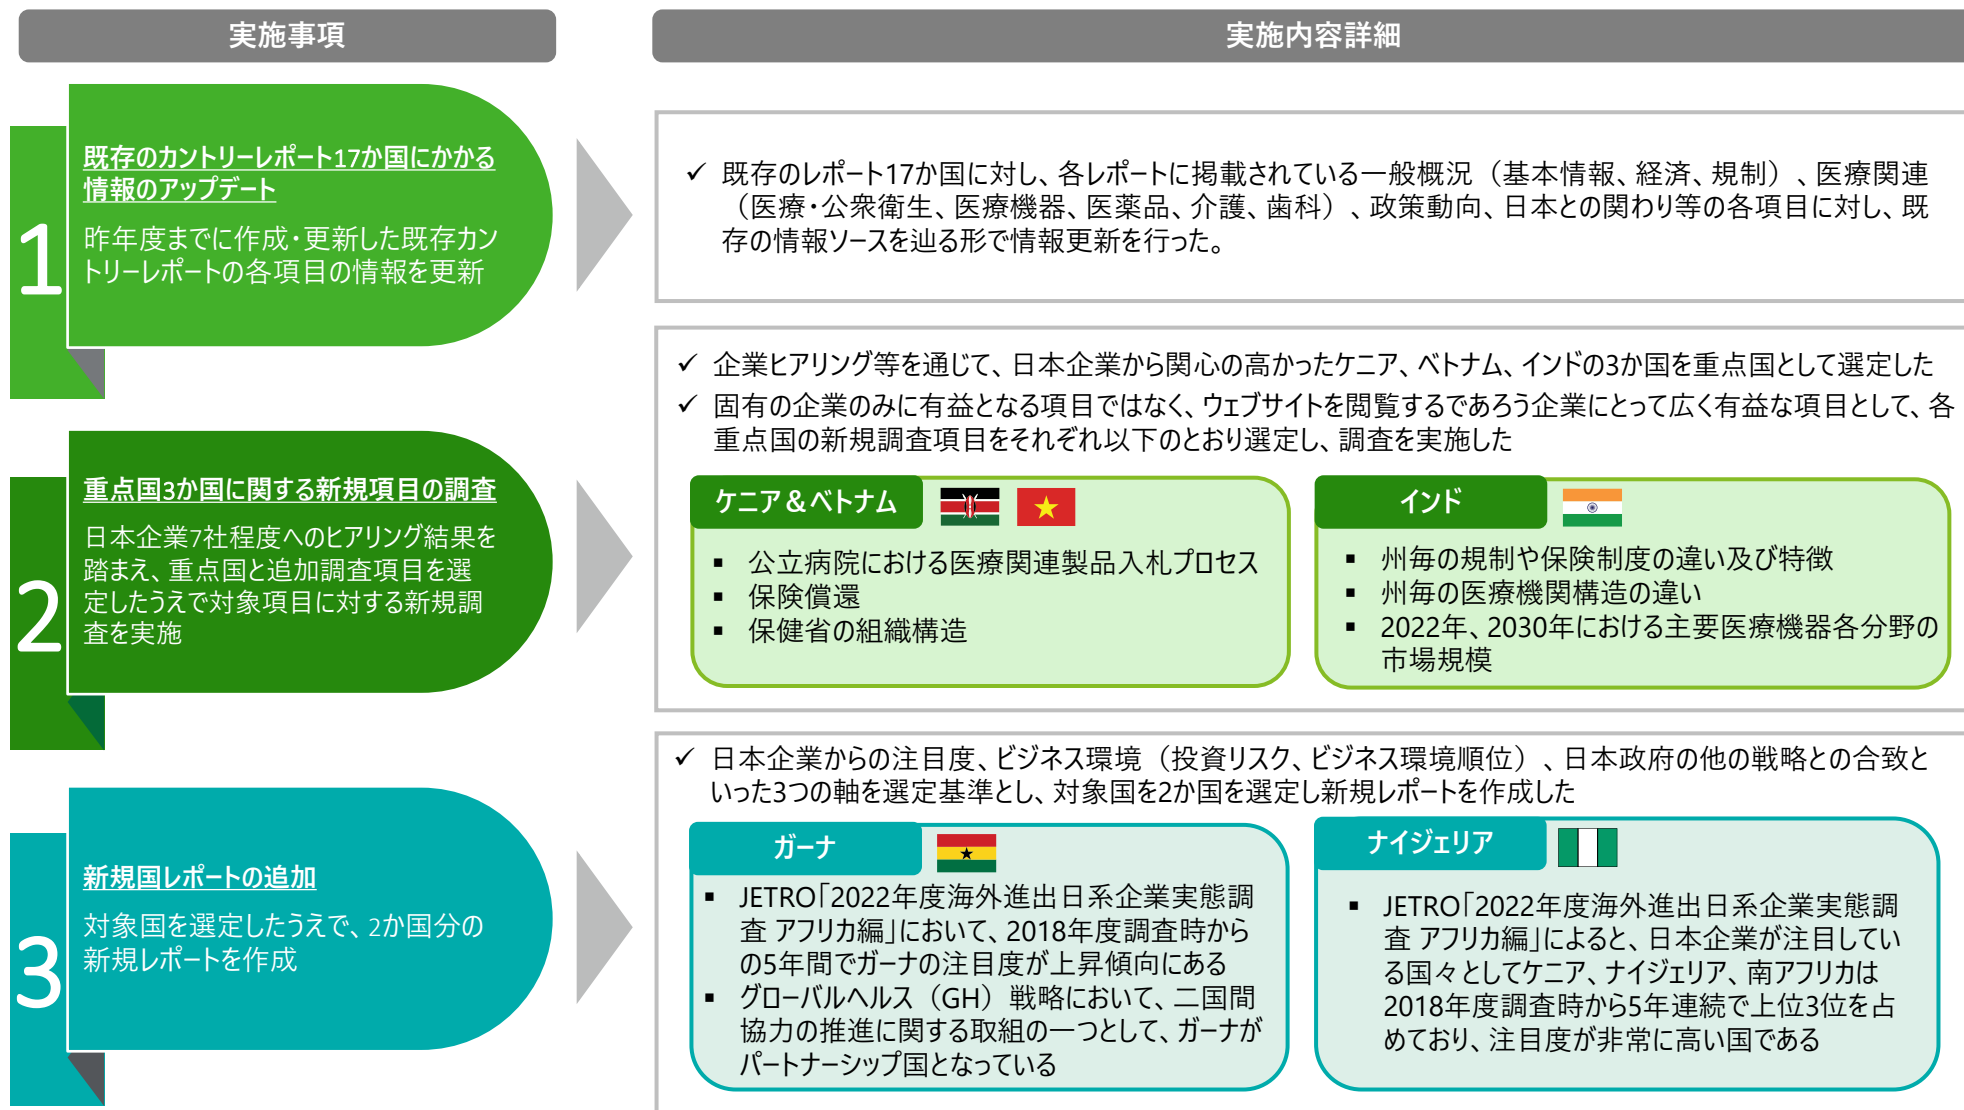 実施事項
実施内容詳細
1
既存のカントリーレポート17か国にかかる
情報のアップデート
昨年度までに作成・更新した既存カン
トリーレポートの各項目の情報を更新
✓ 既存のレポート17か国に対し、各レポートに掲載されている一般概況（基本情報、経済、規制）、医療関連
（医療・公衆衛生、医療機器、医薬品、介護、歯科）、政策動向、日本との関わり等の各項目に対し、既
存の情報ソースを辿る形で情報更新を行った。
2
重点国3か国に関する新規項目の調査
日本企業7社程度へのヒアリング結果を
踏まえ、重点国と追加調査項目を選
定したうえで対象項目に対する新規調
査を実施
✓ 企業ヒアリング等を通じて、日本企業から関心の高かったケニア、ベトナム、インドの3か国を重点国として選定した
✓ 固有の企業のみに有益となる項目ではなく、ウェブサイトを閲覧するであろう企業にとって広く有益な項目として、各
重点国の新規調査項目をそれぞれ以下のとおり選定し、調査を実施した
ケニア＆ベトナム
▪ 公立病院における医療関連製品入札プロセス
▪ 保険償還
▪ 保健省の組織構造
インド
▪ 州毎の規制や保険制度の違い及び特徴
▪ 州毎の医療機関構造の違い
▪ 2022年、2030年における主要医療機器各分野の
市場規模
3
新規国レポートの追加
対象国を選定したうえで、2か国分の
新規レポートを作成
✓ 日本企業からの注目度、ビジネス環境（投資リスク、ビジネス環境順位）、日本政府の他の戦略との合致と
いった3つの軸を選定基準とし、対象国を2か国を選定し新規レポートを作成した
ガーナ
▪ JETRO「2022年度海外進出日系企業実態調
査 アフリカ編」において、2018年度調査時から
の5年間でガーナの注目度が上昇傾向にある
▪ グローバルヘルス（GH）戦略において、二国間
協力の推進に関する取組の一つとして、ガーナが
パートナーシップ国となっている
ナイジェリア
▪ JETRO「2022年度海外進出日系企業実態調
査 アフリカ編」によると、日本企業が注目してい
る国々としてケニア、ナイジェリア、南アフリカは
2018年度調査時から5年連続で上位3位を占
めており、注目度が非常に高い国である